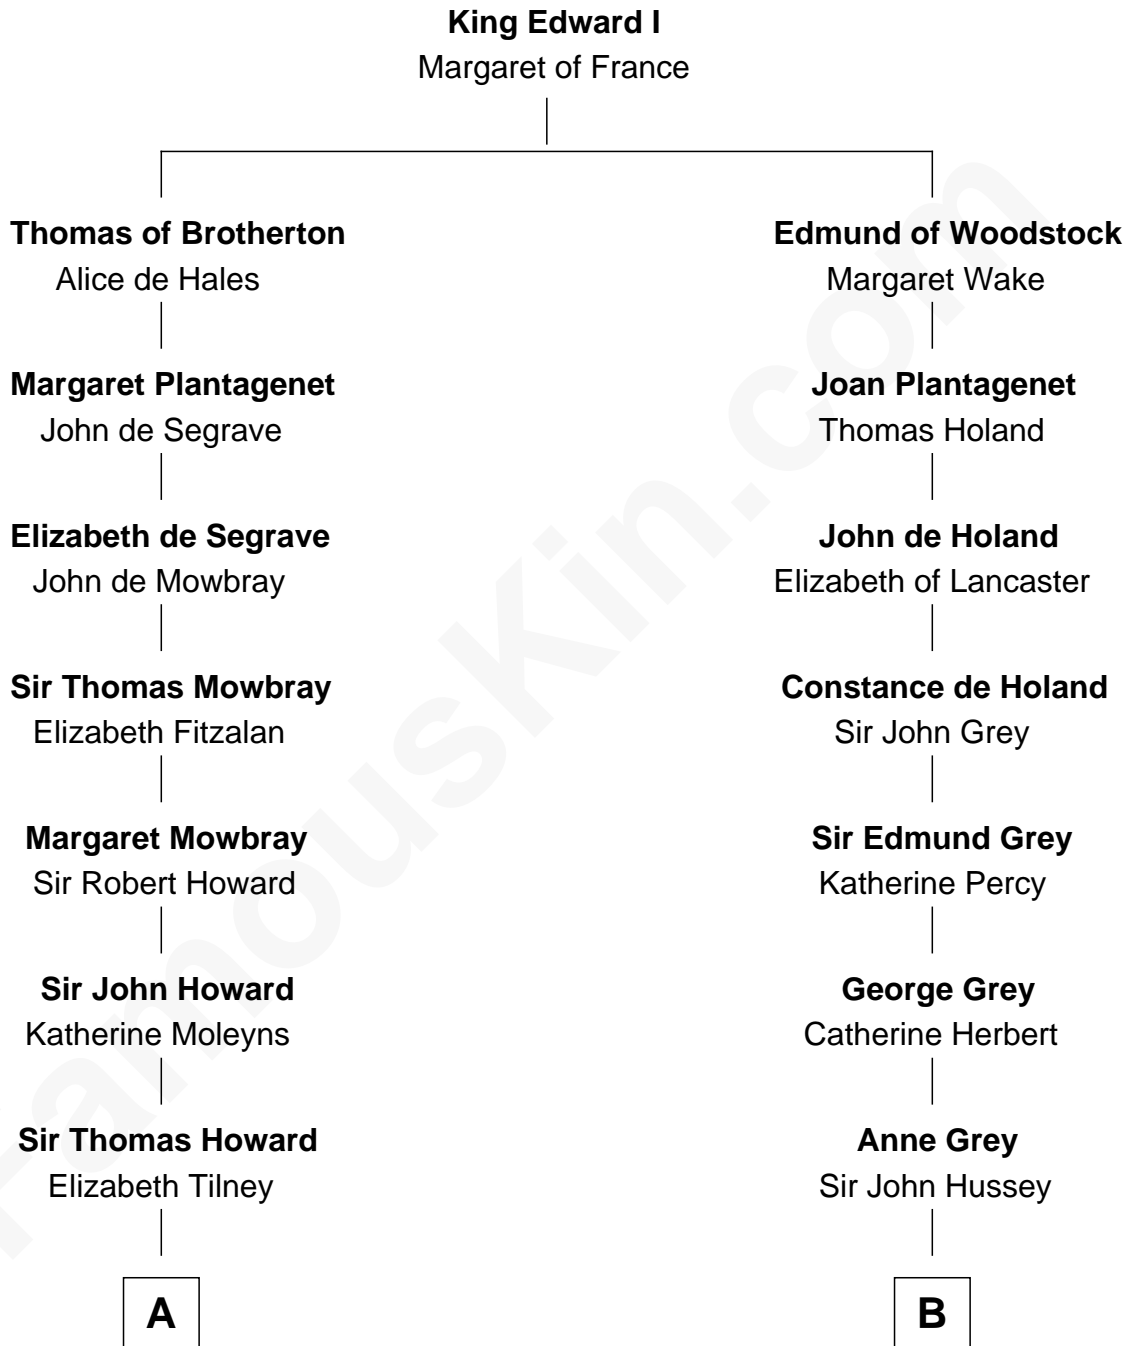 King Edward I
Margaret of France
Thomas of Brotherton
Alice de Hales
Edmund of Woodstock
Margaret Wake
Margaret Plantagenet
John de Segrave
Joan Plantagenet
Thomas Holand
Elizabeth de Segrave
John de Mowbray
John de Holand
Elizabeth of Lancaster
Sir Thomas Mowbray
Elizabeth Fitzalan
Constance de Holand
Sir John Grey
Margaret Mowbray
Sir Robert Howard
Sir Edmund Grey
Katherine Percy
Sir John Howard
Katherine Moleyns
George Grey
Catherine Herbert
Sir Thomas Howard
Elizabeth Tilney
Anne Grey
Sir John Hussey
A
B
FamousKin.com